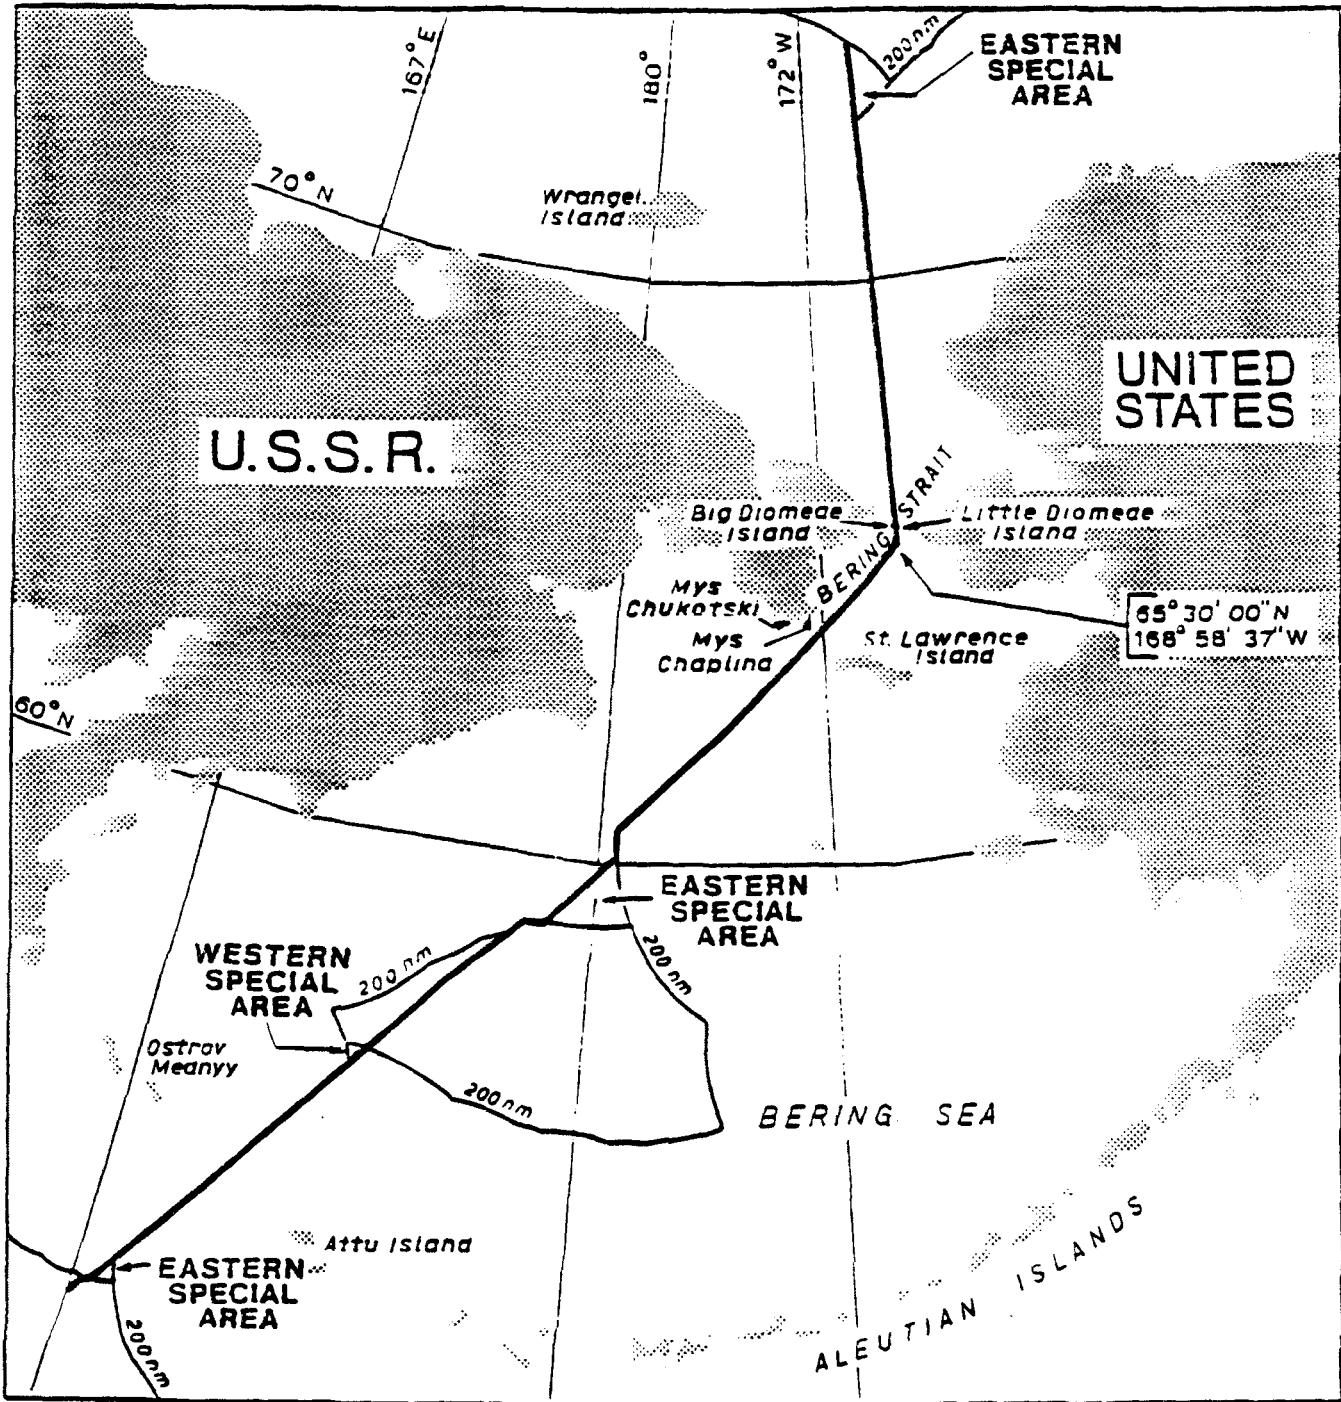 167°E
180°
172°W
200nm
EASTERN
SPECIAL
AREA
70°N
Wrangel
Island
UNITED
STATES
U.S.S.R.
BERING STRAIT
Big Diomede
Island
Little Diomede
Island
Mys
Chukotski
Mys
Chaplina
St. Lawrence
Island
65° 30' 00"N
168° 58' 37"W
60°N
EASTERN
SPECIAL
AREA
200nm
WESTERN
SPECIAL
AREA
200nm
Ostrov
Mednyy
200nm
BERING SEA
Attu Island
EASTERN
SPECIAL
AREA
200nm
ALEUTIAN ISLANDS